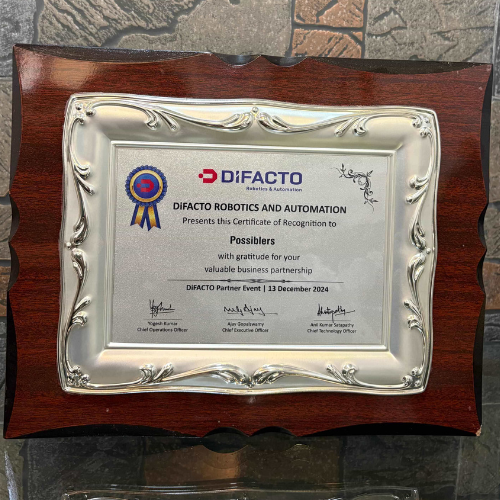 DiFACTO
Robotics & Automation
DiFACTO ROBOTICS AND AUTOMATION
Presents this Certificate of Recognition to
Possiblers
with gratitude for your
valuable business partnership
DiFACTO Partner Event | 13 December 2024
Yogesh Kumar
Chief Operations Officer
Ajay Gopalswamy
Chief Executive Officer
Anil Kumar Satapathy
Chief Technology Officer